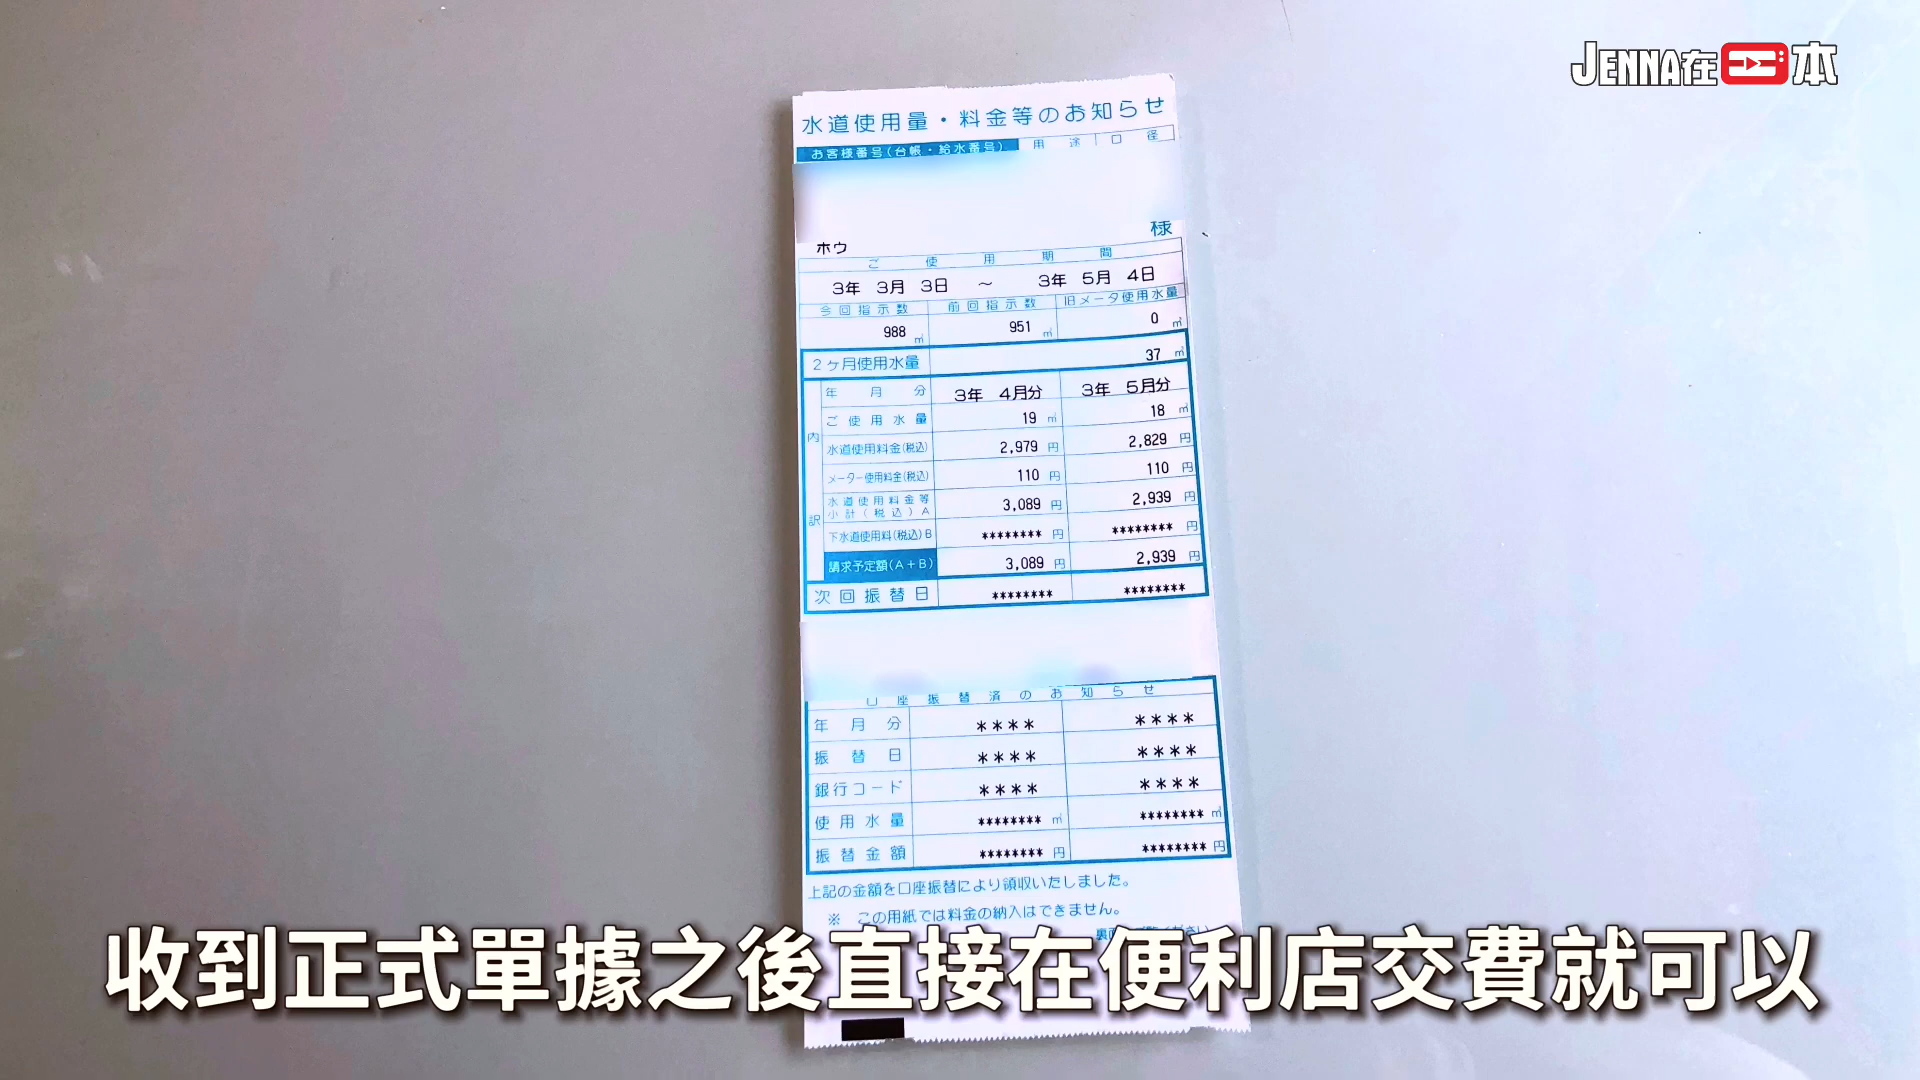 JENNA在日本
水道使用量・料金等のお知らせ
お客様番号(台帳・給水番号) 用途 口径
様
ホウ
ご使用期間
3年 3月 3日 ～ 3年 5月 4日
今回指示数 前回指示数 旧メータ使用水量
988 ㎥ 951 ㎥ 0 ㎥
2ヶ月使用水量 37 ㎥
内訳
年月分 3年 4月分 3年 5月分
ご使用水量 19 ㎥ 18 ㎥
水道使用料金(税込) 2,979 円 2,829 円
メーター使用料金(税込) 110 円 110 円
水道使用料金等
小計(税込)A 3,089 円 2,939 円
下水道使用料(税込)B ******** 円 ******** 円
請求予定額(A+B) 3,089 円 2,939 円
次回振替日 ******** ********
口座振替済のお知らせ
年月分 **** ****
振替日 **** ****
銀行コード **** ****
使用水量 ******** ㎥ ******** ㎥
振替金額 ******** 円 ******** 円
上記の金額を口座振替により領収いたしました。
※ この用紙では料金の納入はできません。
收到正式單據之後直接在便利店交費就可以